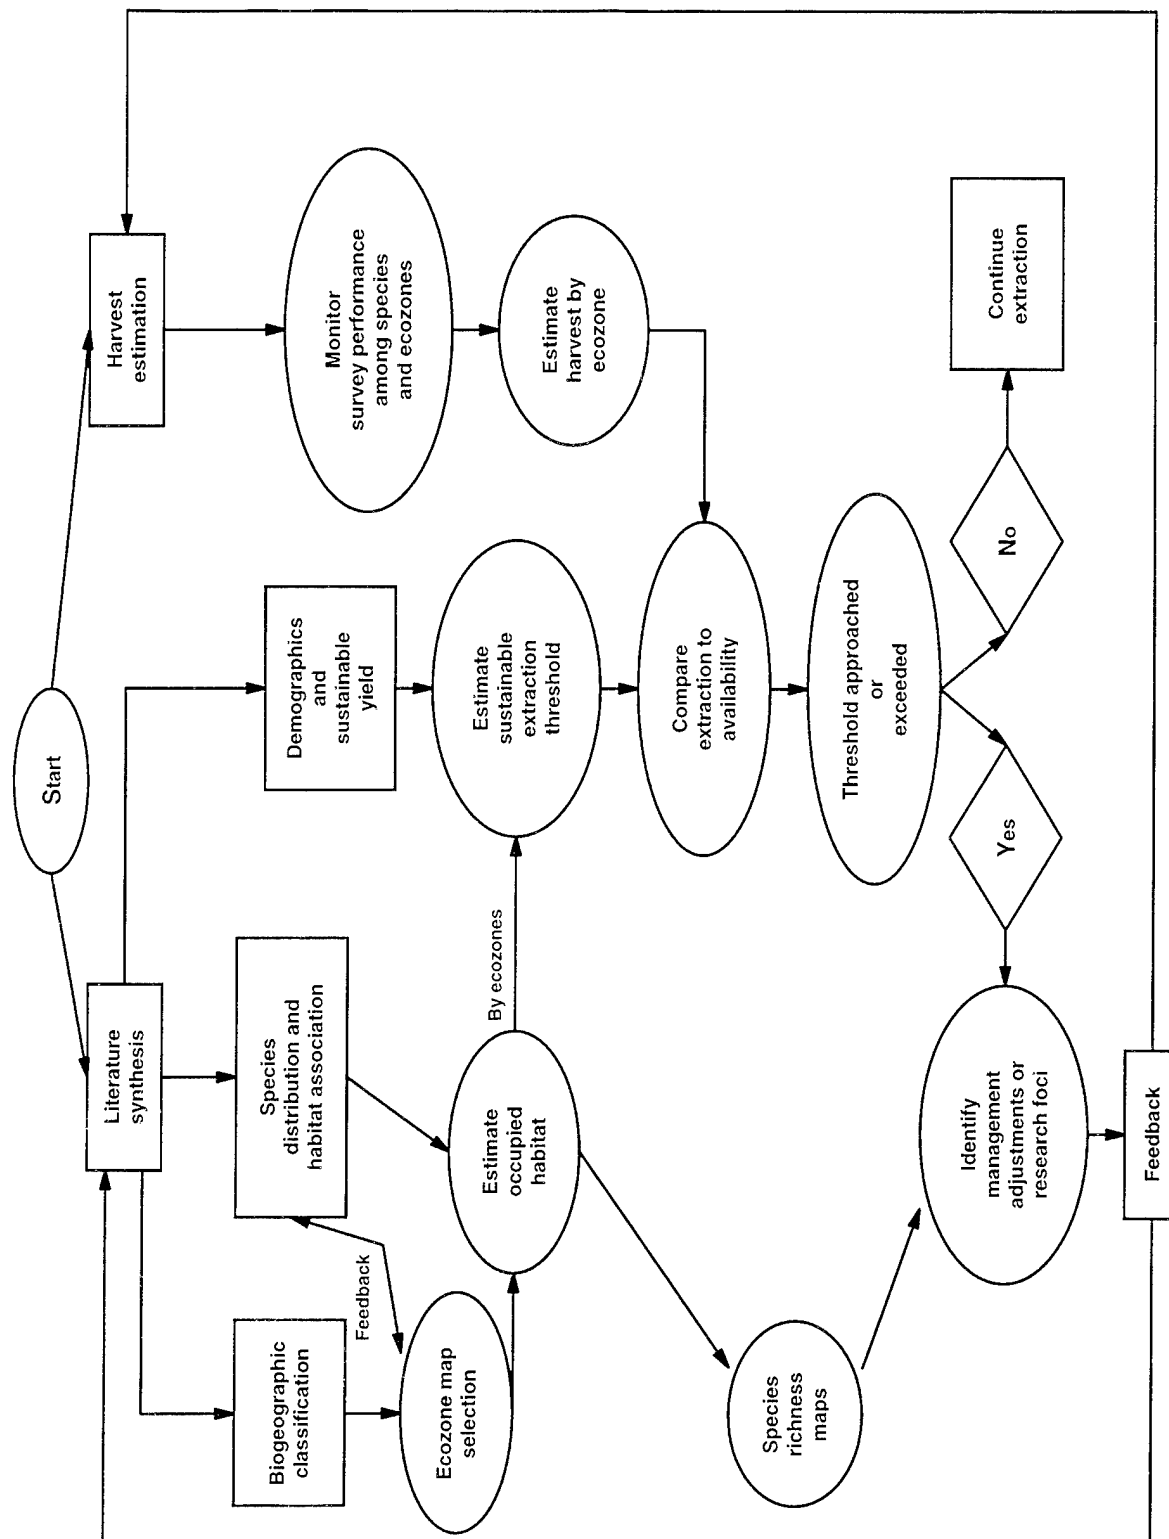 Start
Literature
synthesis
Harvest
estimation
Biogeographic
classification
Species
distribution and
habitat association
Demographics
and
sustainable
yield
Monitor
survey performance
among species
and ecozones
Feedback
Ecozone map
selection
Estimate
occupied
habitat
By ecozones
Estimate
sustainable
extraction
threshold
Estimate
harvest by
ecozone
Compare
extraction to
availability
Species
richness
maps
Threshold approached
or
exceeded
Yes
No
Continue
extraction
Identify
management
adjustments or
research foci
Feedback